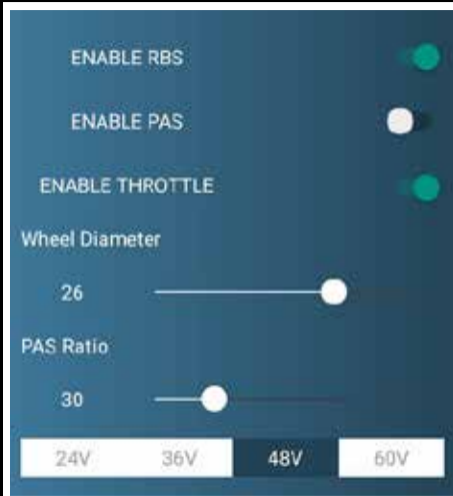 ENABLE RBS
ENABLE PAS
ENABLE THROTTLE
Wheel Diameter
26
PAS Ratio
30
24V 36V 48V 60V